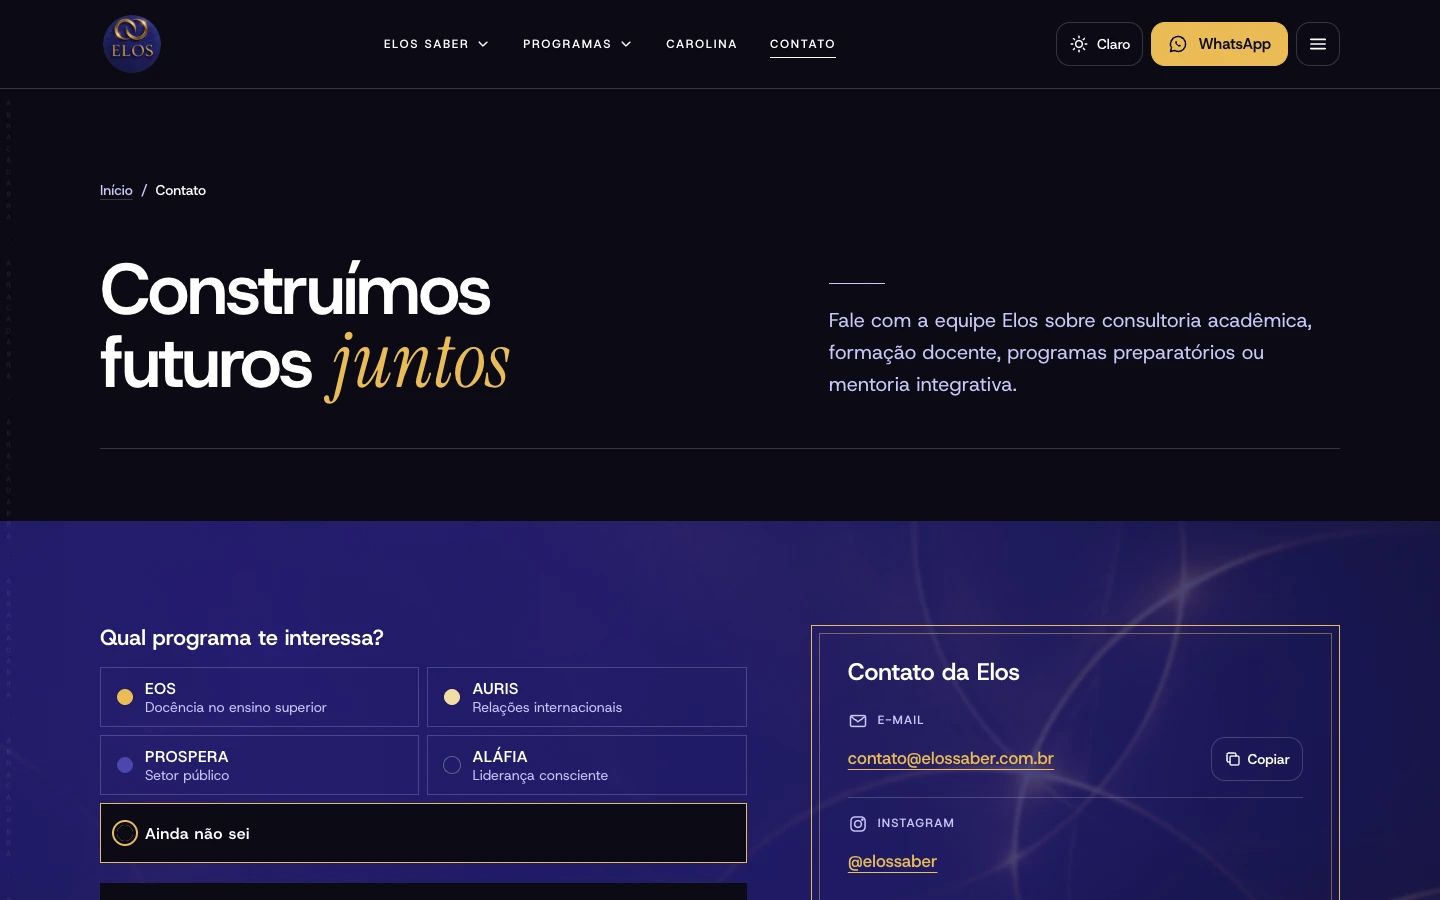 ELOS
ELOS SABER
PROGRAMAS
CAROLINA
CONTATO
Claro
WhatsApp
Início / Contato
Construímos
futuros juntos
Fale com a equipe Elos sobre consultoria acadêmica,
formação docente, programas preparatórios ou
mentoria integrativa.
Qual programa te interessa?
EOS
Docência no ensino superior
AURIS
Relações internacionais
PROSPERA
Setor público
ALÁFIA
Liderança consciente
Ainda não sei
Contato da Elos
E-MAIL
contato@elossaber.com.br
Copiar
INSTAGRAM
@elossaber